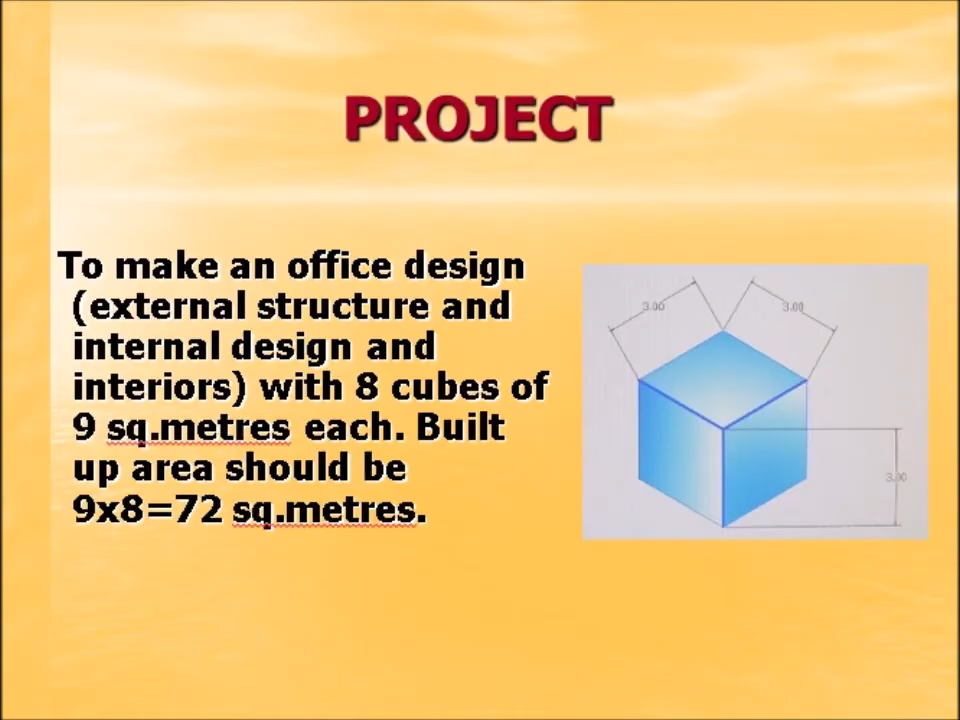 PROJECT
To make an office design
(external structure and
internal design and
interiors) with 8 cubes of
9 sq.metres each. Built
up area should be
9x8=72 sq.metres.
3.00
3.00
3.00